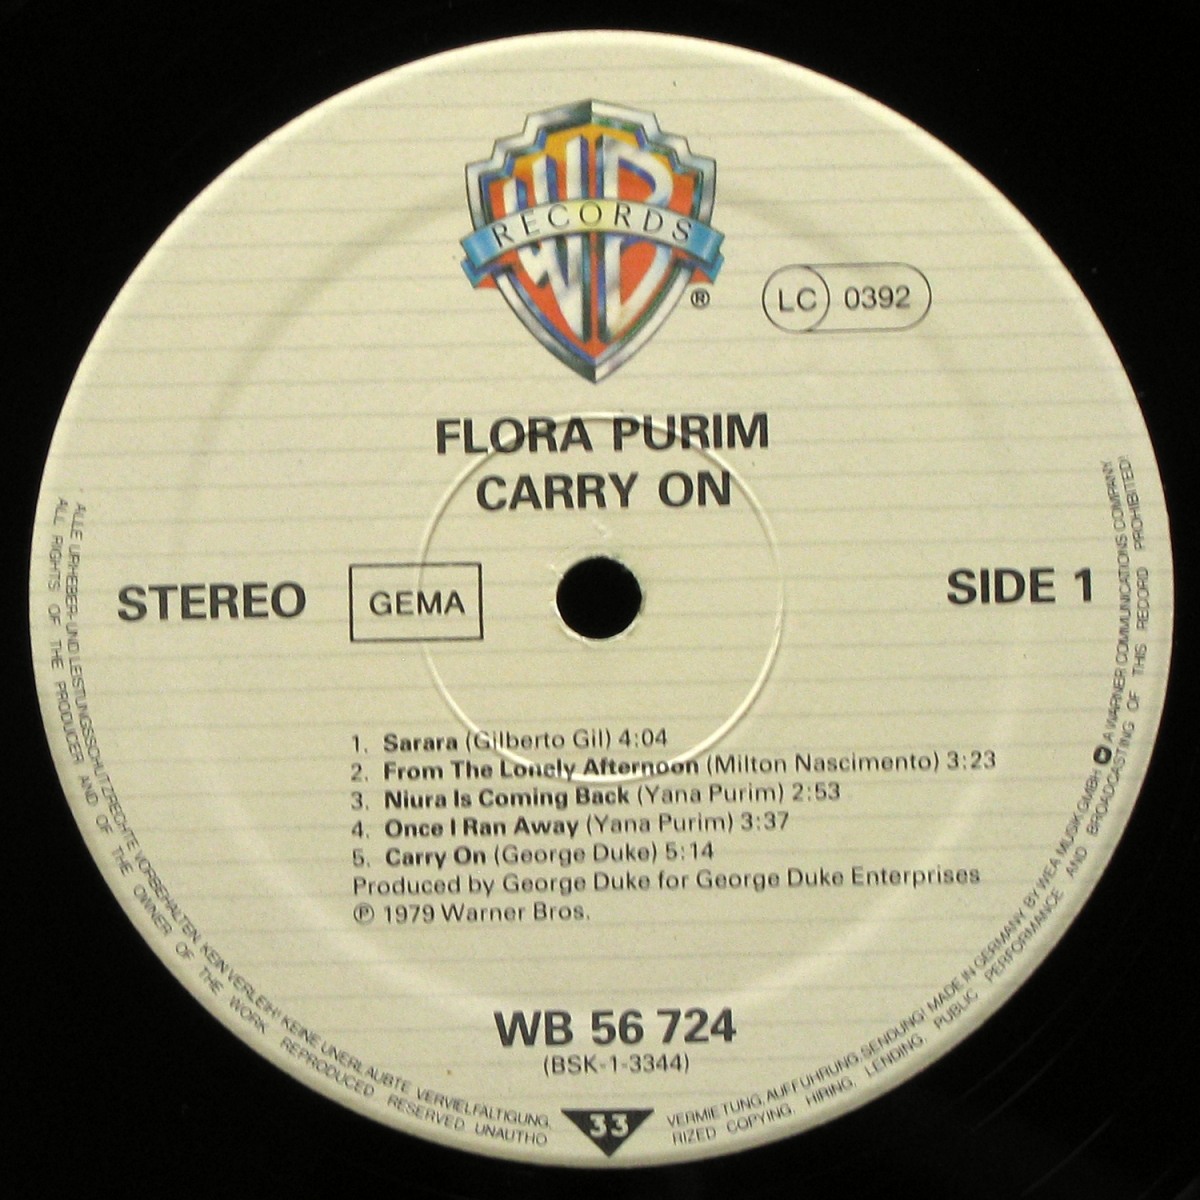 WB
RECORDS
®
LC 0392
FLORA PURIM
CARRY ON
STEREO GEMA SIDE 1
1. Sarara (Gilberto Gil) 4:04
2. From The Lonely Afternoon (Milton Nascimento) 3:23
3. Niura Is Coming Back (Yana Purim) 2:53
4. Once I Ran Away (Yana Purim) 3:37
5. Carry On (George Duke) 5:14
Produced by George Duke for George Duke Enterprises
℗ 1979 Warner Bros.
WB 56 724
(BSK-1-3344)
33
ALLE URHEBER- UND LEISTUNGSSCHUTZRECHTE VORBEHALTEN. KEIN VERLEIH! KEINE UNERLAUBTE VERVIELFÄLTIGUNG, VERMIETUNG, AUFFÜHRUNG, SENDUNG! MADE IN GERMANY BY WEA MUSIK GMBH A WARNER COMMUNICATIONS COMPANY
ALL RIGHTS OF THE PRODUCER AND OF THE OWNER OF THE WORK REPRODUCED RESERVED. UNAUTHORIZED COPYING, HIRING, LENDING, PUBLIC PERFORMANCE AND BROADCASTING OF THIS RECORD PROHIBITED!